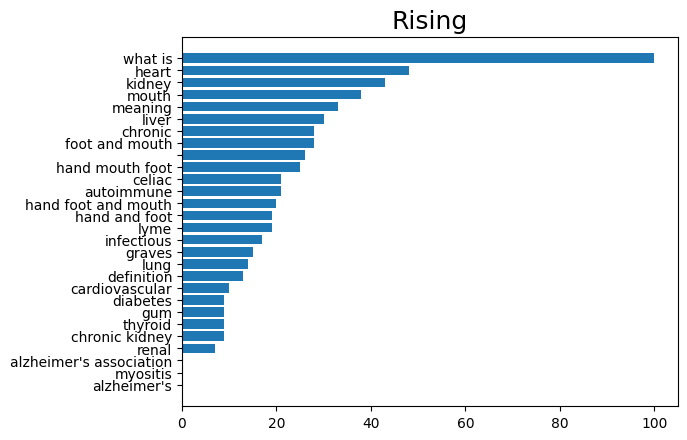 Rising
what is
heart
kidney
mouth
meaning
liver
chronic
foot and mouth
hand mouth foot
celiac
autoimmune
hand foot and mouth
hand and foot
lyme
infectious
graves
lung
definition
cardiovascular
diabetes
gum
thyroid
chronic kidney
renal
alzheimer's association
myositis
alzheimer's
0 20 40 60 80 100